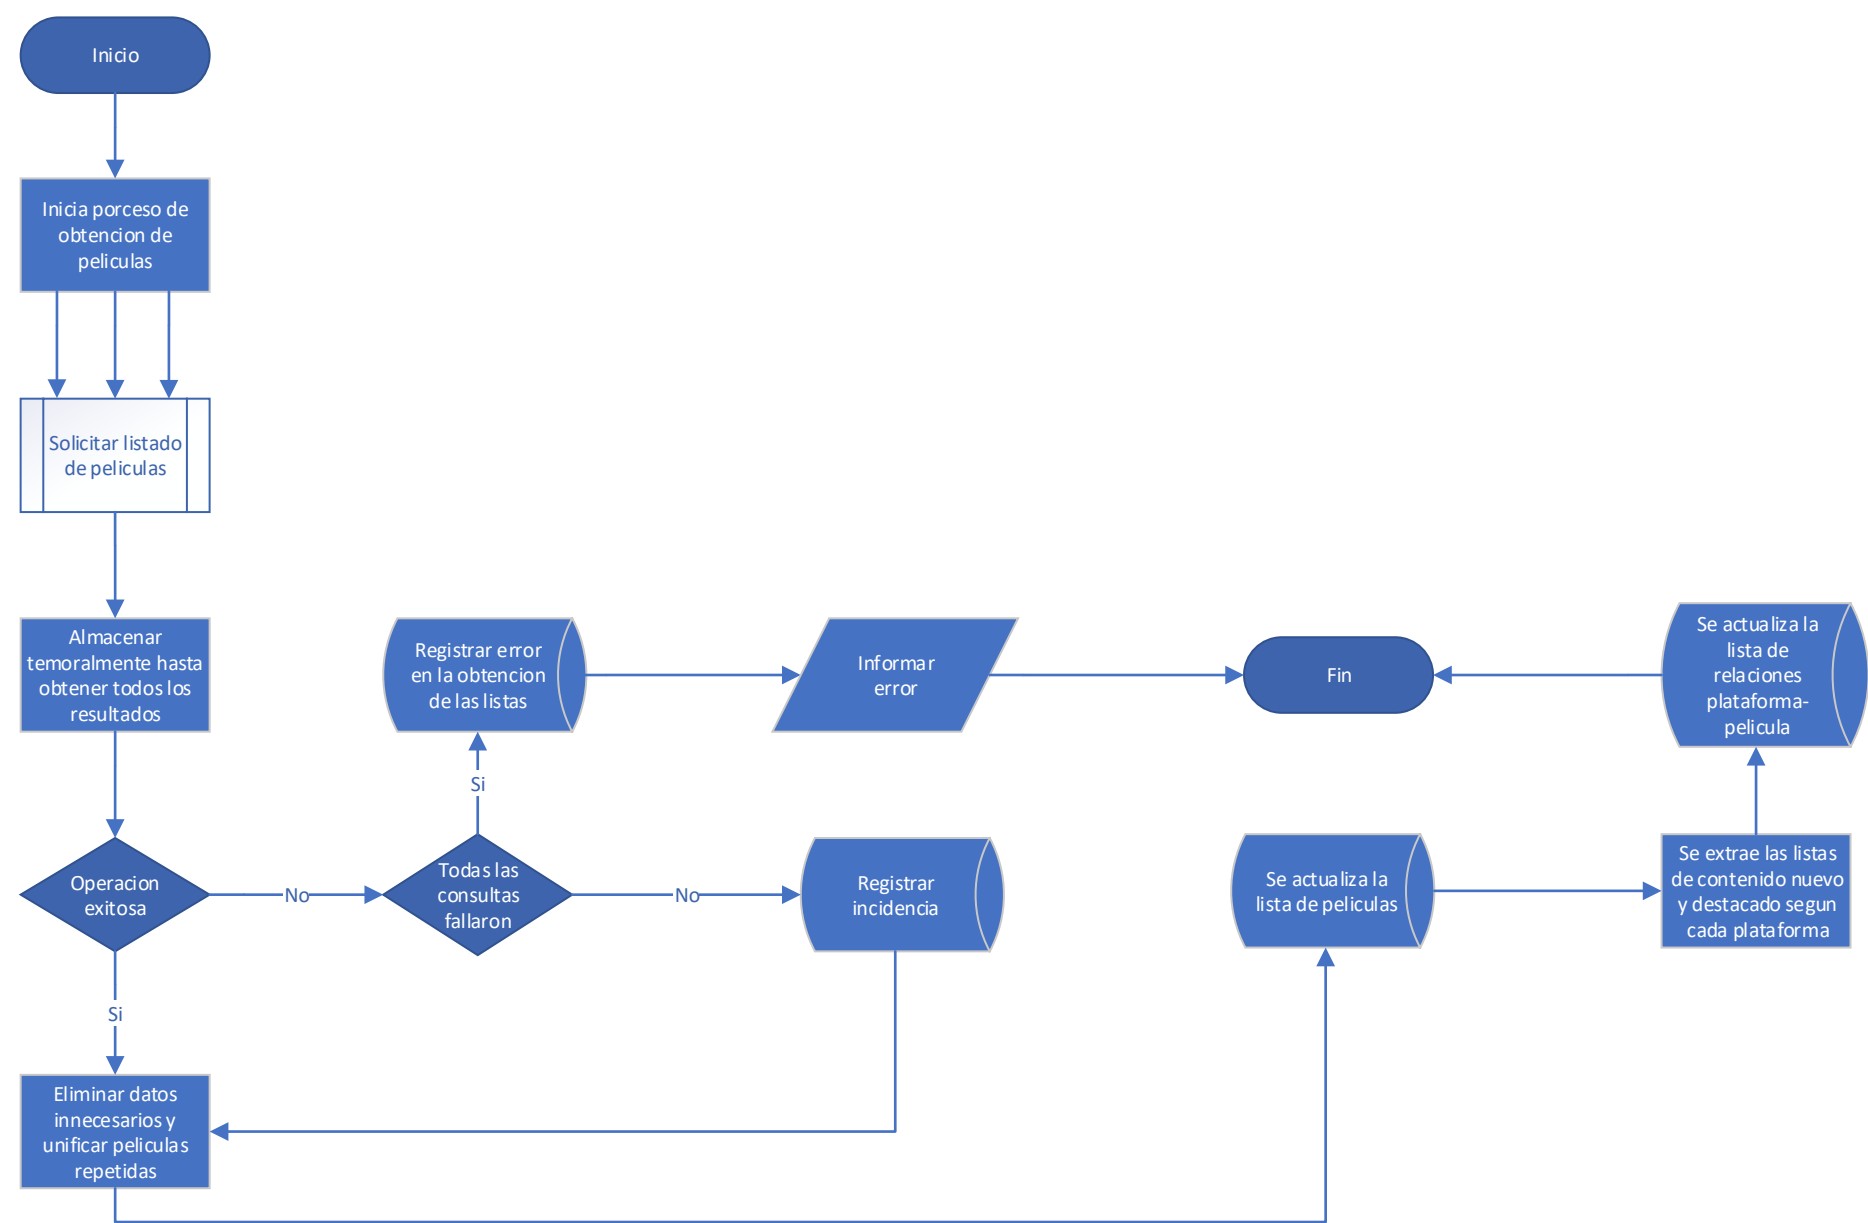 Inicio
Inicia porceso de
obtencion de
peliculas
Solicitar listado
de peliculas
Almacenar
temoralmente hasta
obtener todos los
resultados
Registrar error
en la obtencion
de las listas
Informar
error
Fin
Se actualiza la
lista de
relaciones
plataforma-
pelicula
Si
Operacion
exitosa
No
Todas las
consultas
fallaron
No
Registrar
incidencia
Se actualiza la
lista de peliculas
Se extrae las listas
de contenido nuevo
y destacado segun
cada plataforma
Si
Eliminar datos
innecesarios y
unificar peliculas
repetidas